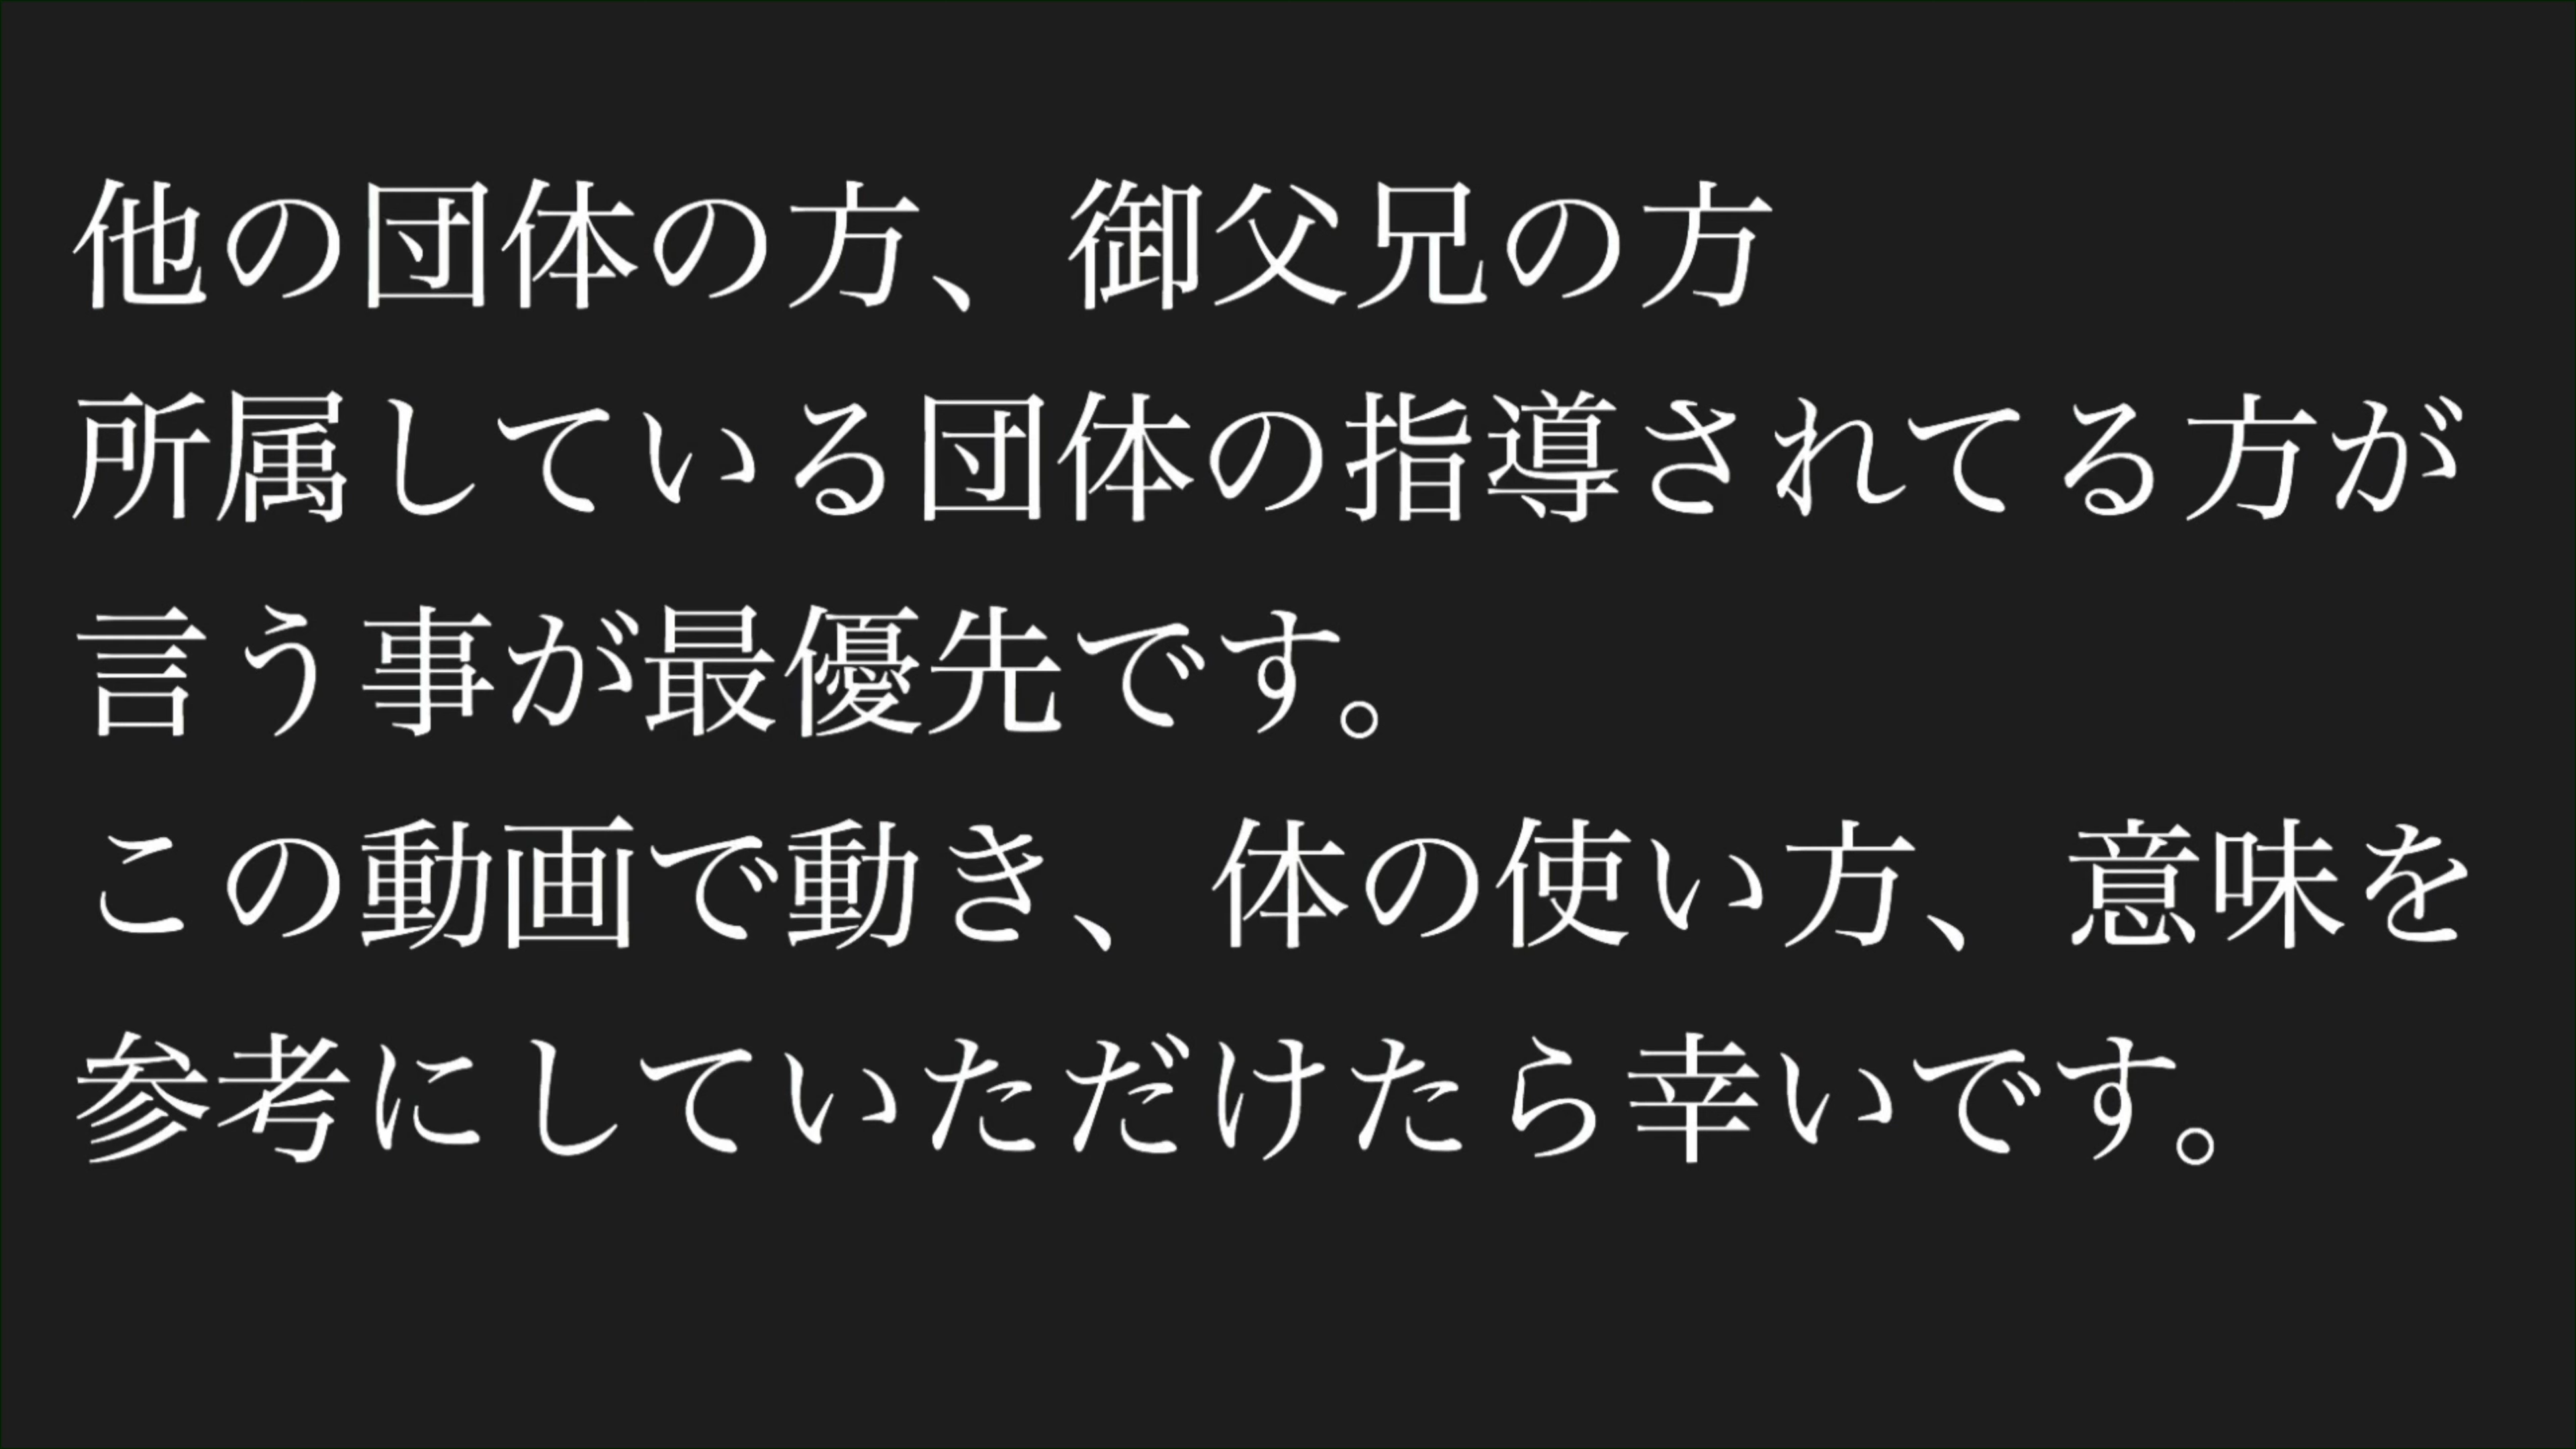 他の団体の方、御父兄の方
所属している団体の指導されてる方が
言う事が最優先です。
この動画で動き、体の使い方、意味を
参考にしていただけたら幸いです。